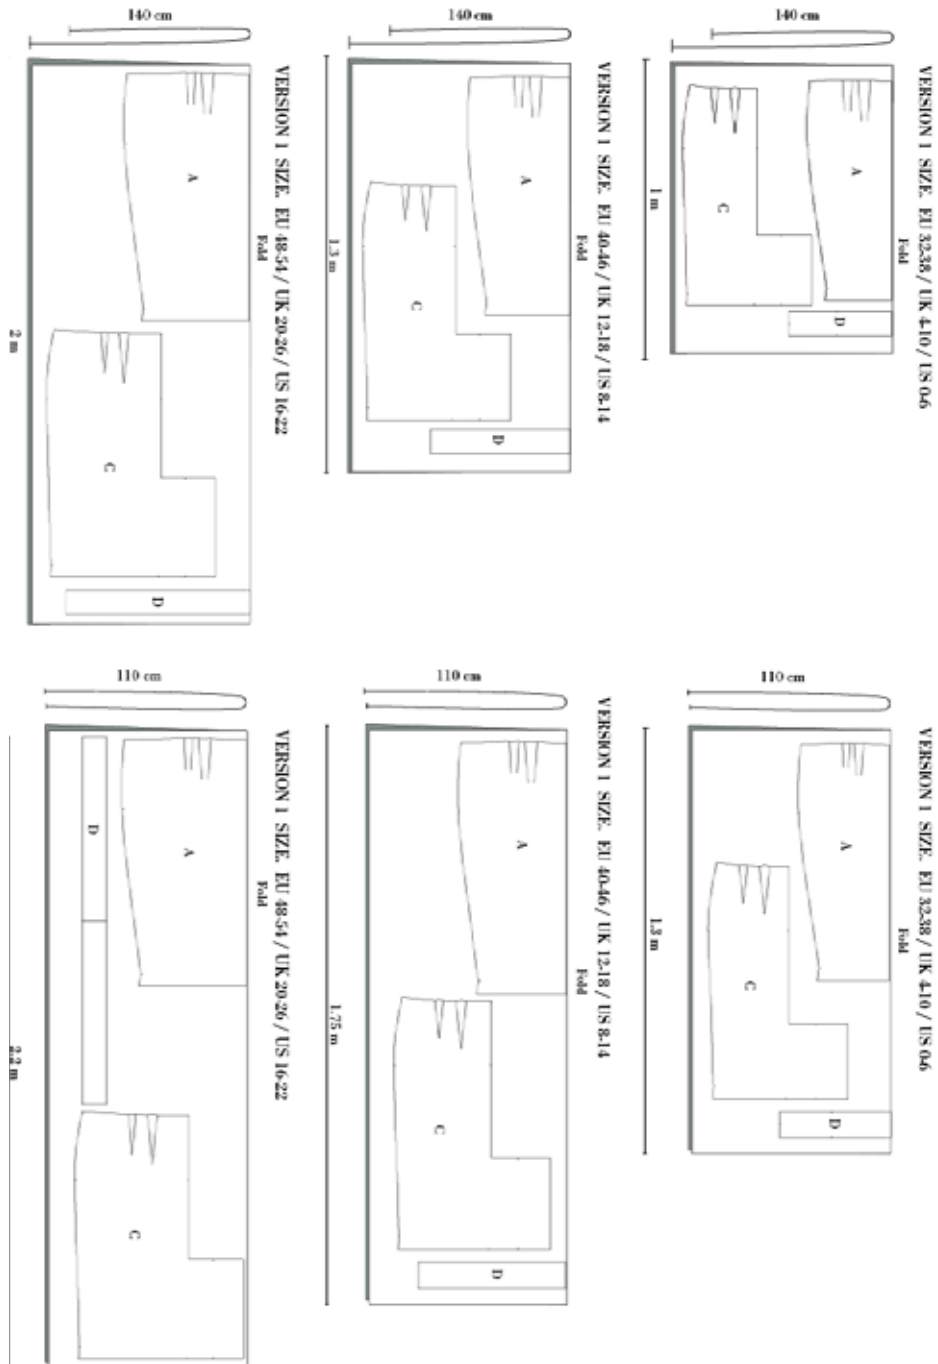 VERSION 1 SIZE. EU 32-38 / UK 4-10 / US 0-6
Fold
140 cm
A
C
D
1 m
VERSION 1 SIZE. EU 32-38 / UK 4-10 / US 0-6
Fold
110 cm
A
C
D
1.3 m
VERSION 1 SIZE. EU 40-46 / UK 12-18 / US 8-14
Fold
140 cm
A
C
D
1.3 m
VERSION 1 SIZE. EU 40-46 / UK 12-18 / US 8-14
Fold
110 cm
A
C
D
1.75 m
VERSION 1 SIZE. EU 48-54 / UK 20-26 / US 16-22
Fold
140 cm
A
C
D
2 m
VERSION 1 SIZE. EU 48-54 / UK 20-26 / US 16-22
Fold
110 cm
A
D
C
2.2 m